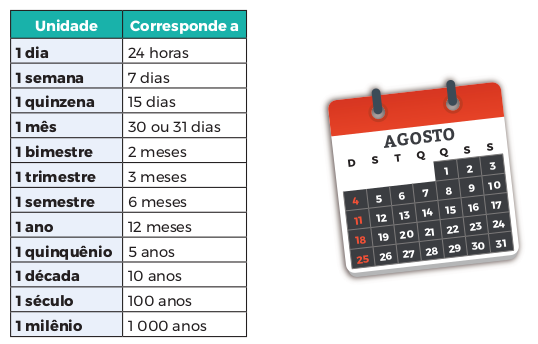 Unidade Corresponde a
1 dia 24 horas
1 semana 7 dias
1 quinzena 15 dias
1 mês 30 ou 31 dias
1 bimestre 2 meses
1 trimestre 3 meses
1 semestre 6 meses
1 ano 12 meses
1 quinquênio 5 anos
1 década 10 anos
1 século 100 anos
1 milênio 1 000 anos
AGOSTO
D S T Q Q S S
1 2 3
4 5 6 7 8 9 10
11 12 13 14 15 16 17
18 19 20 21 22 23 24
25 26 27 28 29 30 31